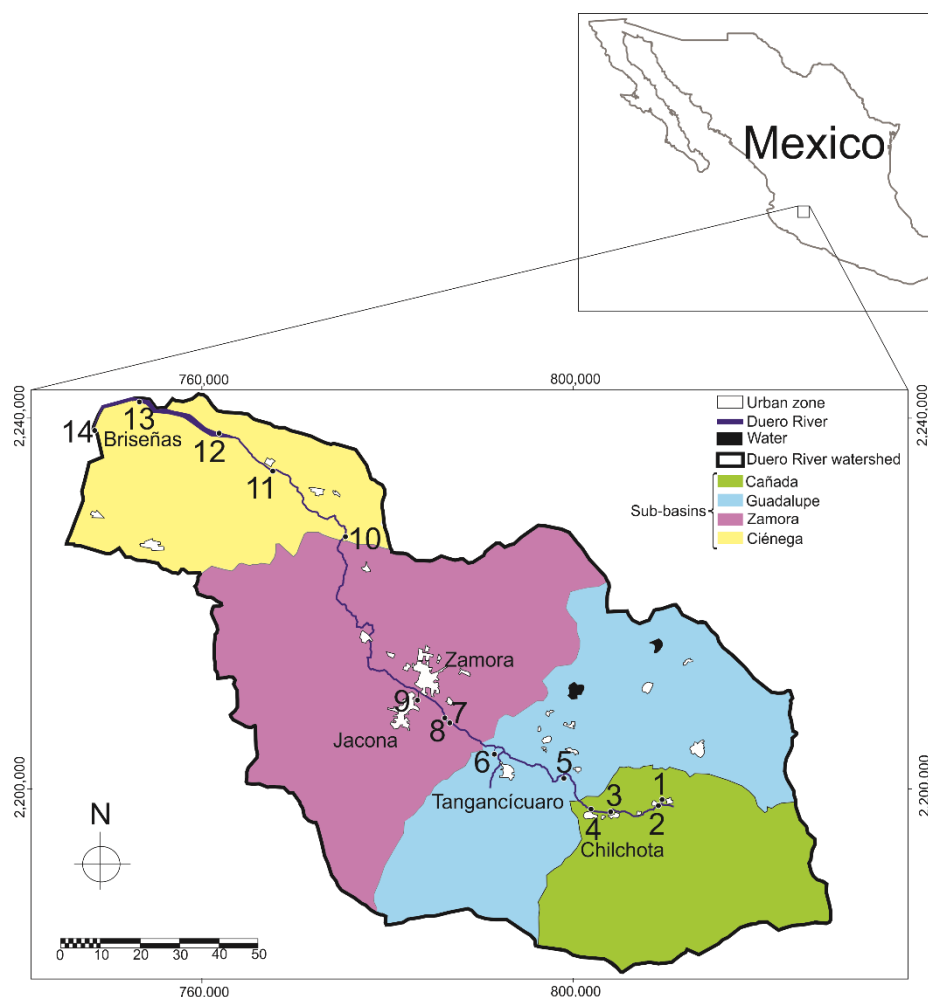 Mexico
760,000
800,000
2,240,000
2,240,000
Urban zone
Duero River
Water
Duero River watershed
Sub-basins
Cañada
Guadalupe
Zamora
Ciénega
13
14
Briseñas
12
11
10
Zamora
9
7
8
Jacona
6
5
Tangancícuaro
2,200,000
2,200,000
3
1
4
2
Chilchota
N
0
10
20
30
40
50
760,000
800,000